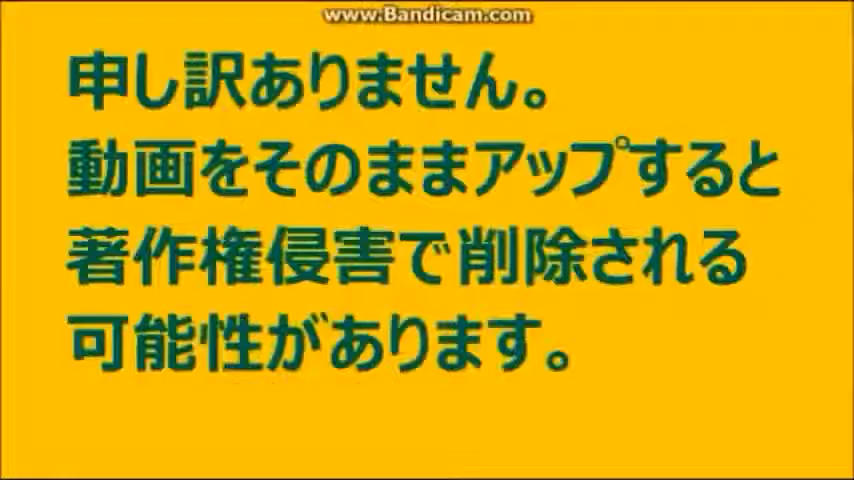 www.Bandicam.com
申し訳ありません。
動画をそのままアップすると
著作権侵害で削除される
可能性があります。